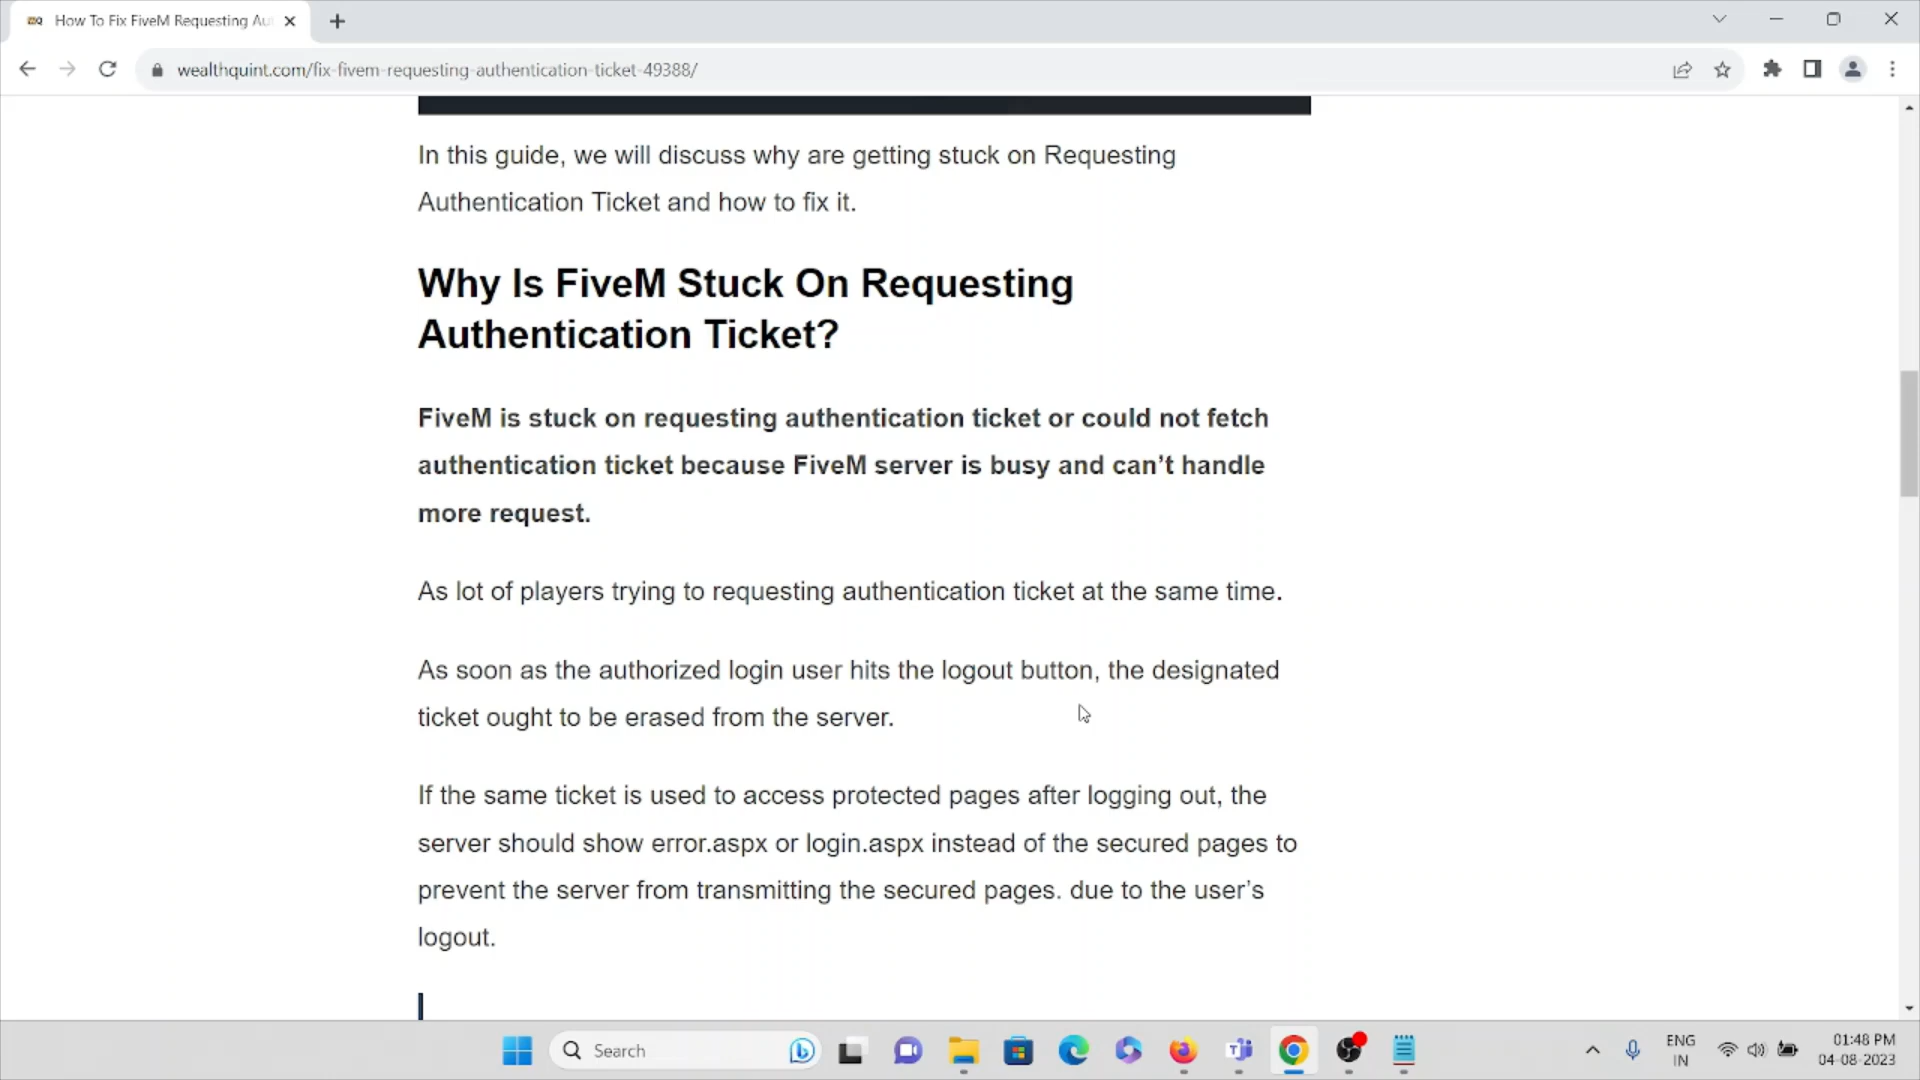 How To Fix FiveM Requesting Au
wealthquint.com/fix-fivem-requesting-authentication-ticket-49388/
In this guide, we will discuss why are getting stuck on Requesting
Authentication Ticket and how to fix it.
Why Is FiveM Stuck On Requesting
Authentication Ticket?
FiveM is stuck on requesting authentication ticket or could not fetch
authentication ticket because FiveM server is busy and can’t handle
more request.
As lot of players trying to requesting authentication ticket at the same time.
As soon as the authorized login user hits the logout button, the designated
ticket ought to be erased from the server.
If the same ticket is used to access protected pages after logging out, the
server should show error.aspx or login.aspx instead of the secured pages to
prevent the server from transmitting the secured pages. due to the user’s
logout.
Search
ENG
IN
01:48 PM
04-08-2023